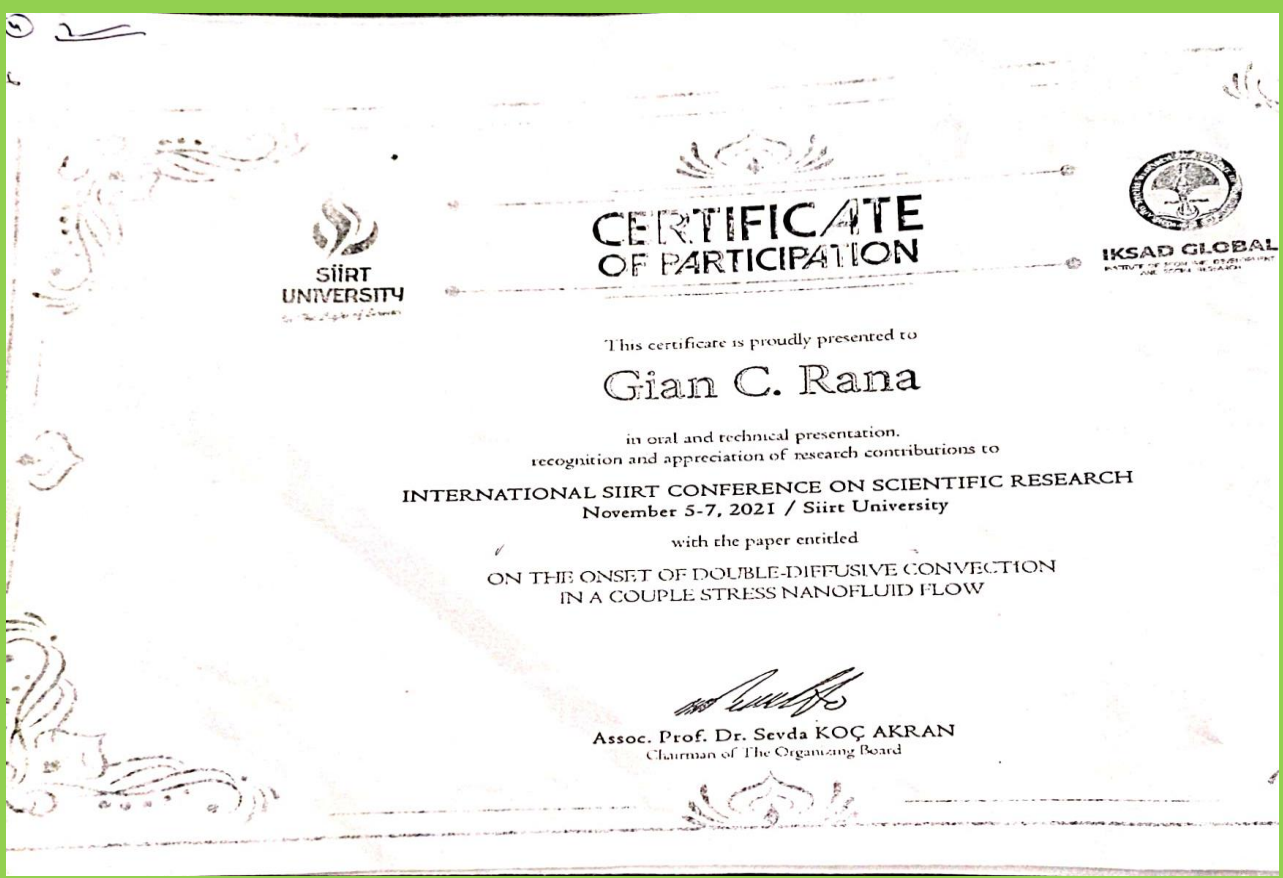 4
SİİRT
UNIVERSITY
CERTIFICATE
OF PARTICIPATION
IKSAD GLOBAL
This certificate is proudly presented to
Gian C. Rana
in oral and technical presentation.
recognition and appreciation of research contributions to
INTERNATIONAL SIIRT CONFERENCE ON SCIENTIFIC RESEARCH
November 5-7, 2021 / Siirt University
with the paper entitled
ON THE ONSET OF DOUBLE-DIFFUSIVE CONVECTION
IN A COUPLE STRESS NANOFLUID FLOW
Assoc. Prof. Dr. Sevda KOÇ AKRAN
Chairman of The Organizing Board